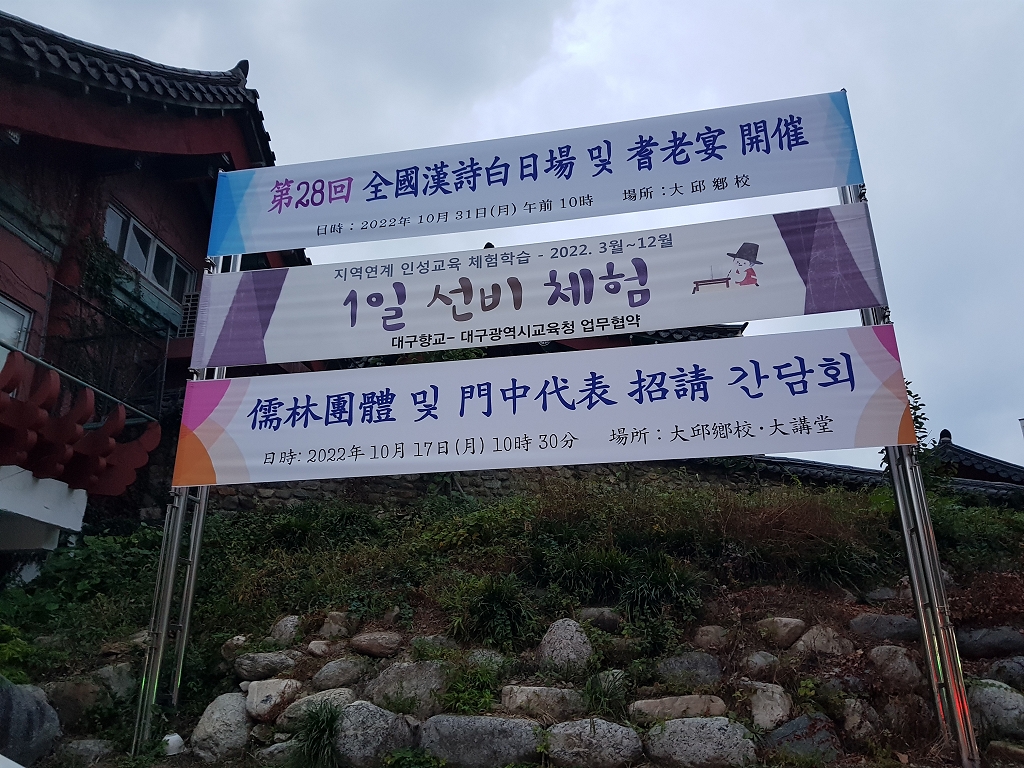 第28回 全國漢詩白日場 및 耆老宴 開催
日時 : 2022年 10月 31日(月) 午前 10時 場所 : 大邱鄕校
지역연계 인성교육 체험학습 - 2022. 3월~12월
1일 선비 체험
대구향교- 대구광역시교육청 업무협약
儒林團體 및 門中代表 招請 간담회
日時: 2022년 10月 17日(月) 10時 30分 場所 : 大邱鄕校·大講堂